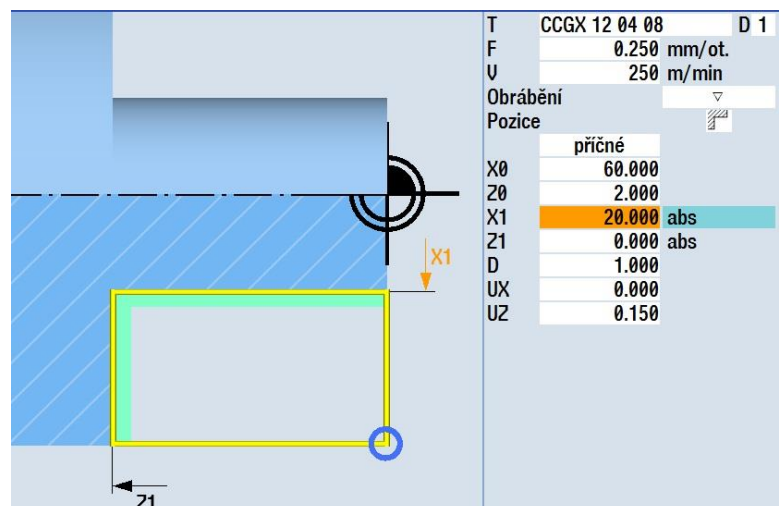 T CCGX 12 04 08 D 1
F 0.250 mm/ot.
V 250 m/min
Obrábění ▽
Pozice
příčné
X0 60.000
Z0 2.000
X1 20.000 abs
Z1 0.000 abs
D 1.000
UX 0.000
UZ 0.150
X1
Z1